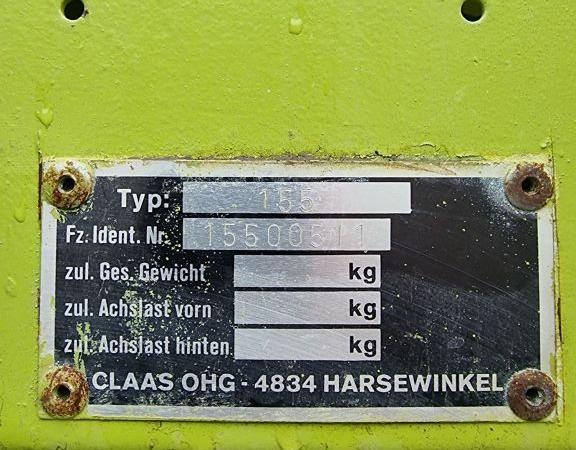 Typ: 155
Fz. Ident. Nr. 15500511
zul. Ges. Gewicht kg
zul. Achslast vorn kg
zul. Achslast hinten kg
CLAAS OHG - 4834 HARSEWINKEL